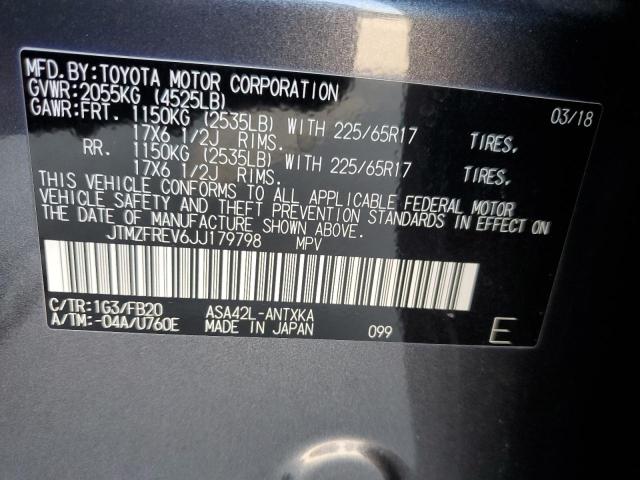 MFD.BY:TOYOTA MOTOR CORPORATION 03/18
GVWR:2055KG (4525LB)
GAWR:FRT. 1150KG (2535LB) WITH 225/65R17 TIRES.
17X6 1/2J RIMS.
RR. 1150KG (2535LB) WITH 225/65R17 TIRES.
17X6 1/2J RIMS.
THIS VEHICLE CONFORMS TO ALL APPLICABLE FEDERAL MOTOR
VEHICLE SAFETY AND THEFT PREVENTION STANDARDS IN EFFECT ON
THE DATE OF MANUFACTURE SHOWN ABOVE.
JTMZFREV6JJ179798 MPV
C/TR:1G3/FB20 ASA42L-ANTXKA
A/TM:-04A/U760E MADE IN JAPAN 099 E